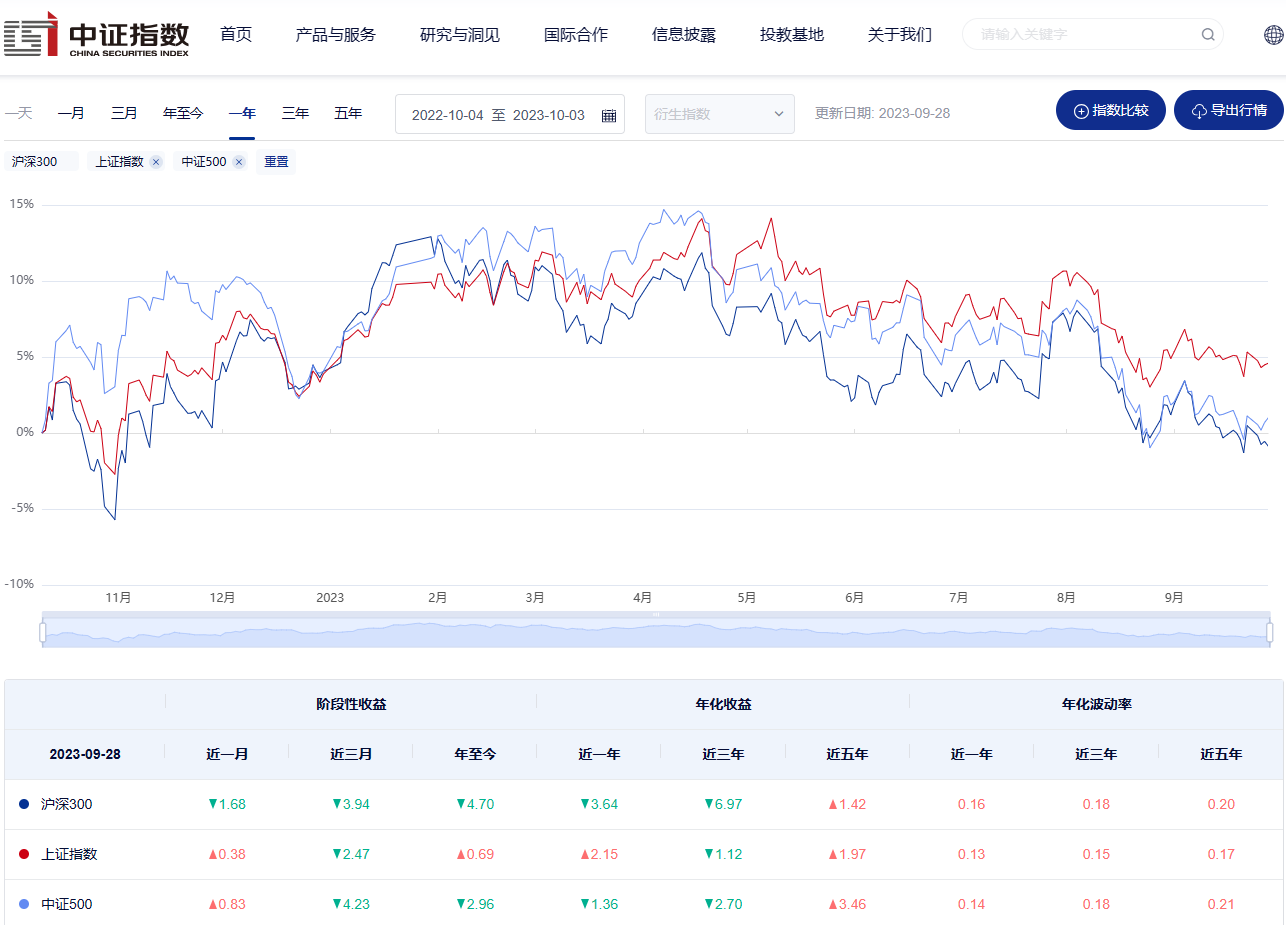 中证指数
CHINA SECURITIES INDEX
首页 产品与服务 研究与洞见 国际合作 信息披露 投教基地 关于我们 请输入关键字
一天 一月 三月 年至今 一年 三年 五年 2022-10-04 至 2023-10-03 衍生指数 更新日期: 2023-09-28 指数比较 导出行情
沪深300 上证指数 中证500 重置
15%
10%
5%
0%
-5%
-10%
11月 12月 2023 2月 3月 4月 5月 6月 7月 8月 9月
阶段性收益 年化收益 年化波动率
2023-09-28 近一月 近三月 年至今 近一年 近三年 近五年 近一年 近三年 近五年
沪深300 ▼1.68 ▼3.94 ▼4.70 ▼3.64 ▼6.97 ▲1.42 0.16 0.18 0.20
上证指数 ▲0.38 ▼2.47 ▲0.69 ▲2.15 ▼1.12 ▲1.97 0.13 0.15 0.17
中证500 ▲0.83 ▼4.23 ▼2.96 ▼1.36 ▼2.70 ▲3.46 0.14 0.18 0.21